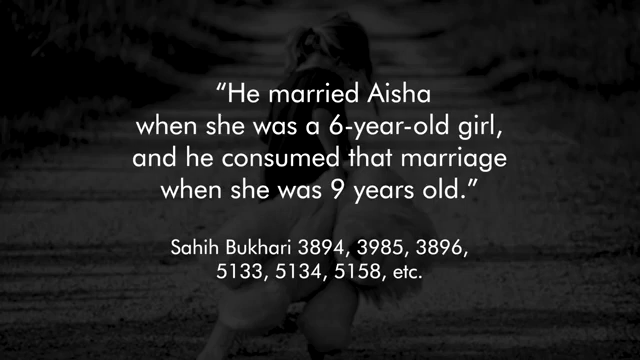 “He married Aisha
when she was a 6-year-old girl,
and he consumed that marriage
when she was 9 years old.”
Sahih Bukhari 3894, 3985, 3896,
5133, 5134, 5158, etc.